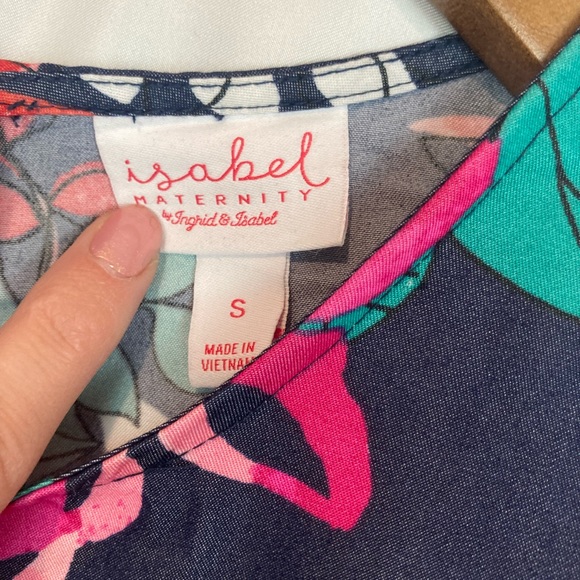 isabel
MATERNITY
by Ingrid & Isabel
S
MADE IN
VIETNAM